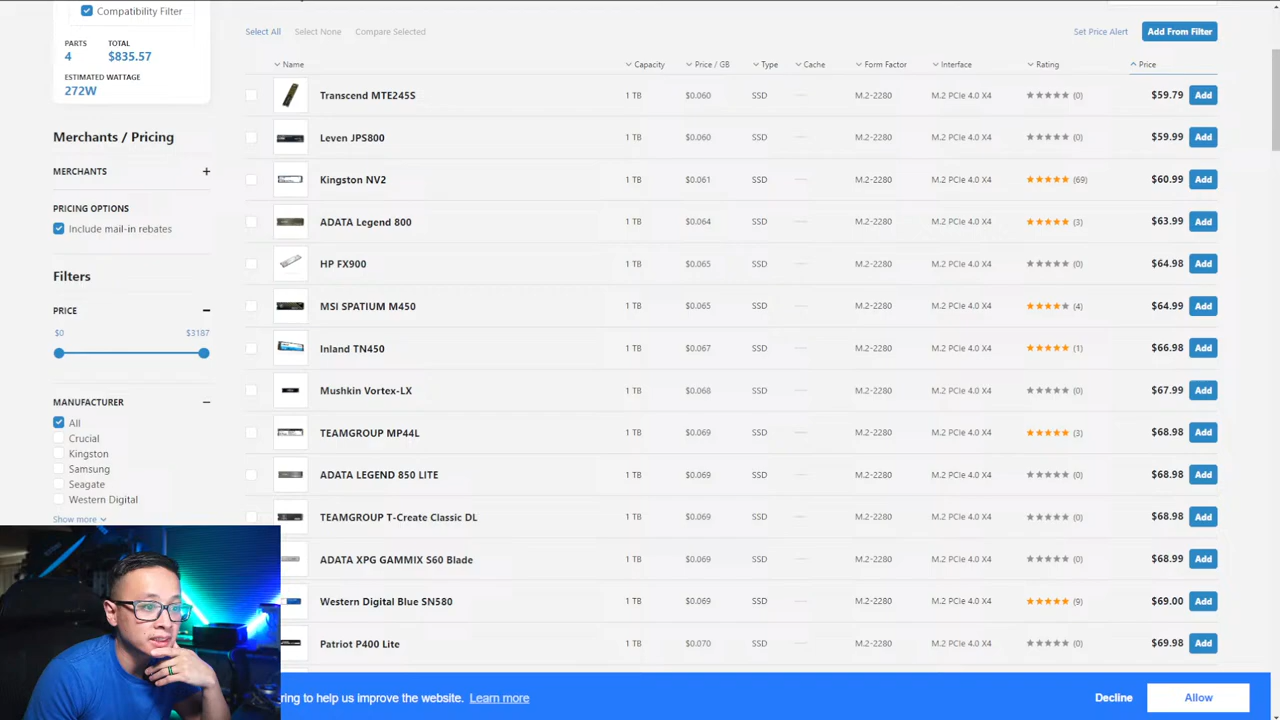 Compatibility Filter
PARTS TOTAL
4 $835.57
ESTIMATED WATTAGE
272W
Merchants / Pricing
MERCHANTS +
PRICING OPTIONS
Include mail-in rebates
Filters
PRICE
$0 $3187
MANUFACTURER
All
Crucial
Kingston
Samsung
Seagate
Western Digital
Show more
Select All Select None Compare Selected Set Price Alert Add From Filter
Name Capacity Price / GB Type Cache Form Factor Interface Rating Price
Transcend MTE245S 1 TB $0.060 SSD M.2-2280 M.2 PCIe 4.0 X4 (0) $59.79 Add
Leven JPS800 1 TB $0.060 SSD M.2-2280 M.2 PCIe 4.0 X4 (0) $59.99 Add
Kingston NV2 1 TB $0.061 SSD M.2-2280 M.2 PCIe 4.0 X4 (69) $60.99 Add
ADATA Legend 800 1 TB $0.064 SSD M.2-2280 M.2 PCIe 4.0 X4 (3) $63.99 Add
HP FX900 1 TB $0.065 SSD M.2-2280 M.2 PCIe 4.0 X4 (0) $64.98 Add
MSI SPATIUM M450 1 TB $0.065 SSD M.2-2280 M.2 PCIe 4.0 X4 (4) $64.99 Add
Inland TN450 1 TB $0.067 SSD M.2-2280 M.2 PCIe 4.0 X4 (1) $66.98 Add
Mushkin Vortex-LX 1 TB $0.068 SSD M.2-2280 M.2 PCIe 4.0 X4 (0) $67.99 Add
TEAMGROUP MP44L 1 TB $0.069 SSD M.2-2280 M.2 PCIe 4.0 X4 (3) $68.98 Add
ADATA LEGEND 850 LITE 1 TB $0.069 SSD M.2-2280 M.2 PCIe 4.0 X4 (0) $68.98 Add
TEAMGROUP T-Create Classic DL 1 TB $0.069 SSD M.2-2280 M.2 PCIe 4.0 X4 (0) $68.98 Add
ADATA XPG GAMMIX S60 Blade 1 TB $0.069 SSD M.2-2280 M.2 PCIe 4.0 X4 (0) $68.99 Add
Western Digital Blue SN580 1 TB $0.069 SSD M.2-2280 M.2 PCIe 4.0 X4 (9) $69.00 Add
Patriot P400 Lite 1 TB $0.070 SSD M.2-2280 M.2 PCIe 4.0 X4 (0) $69.98 Add
ring to help us improve the website. Learn more Decline Allow